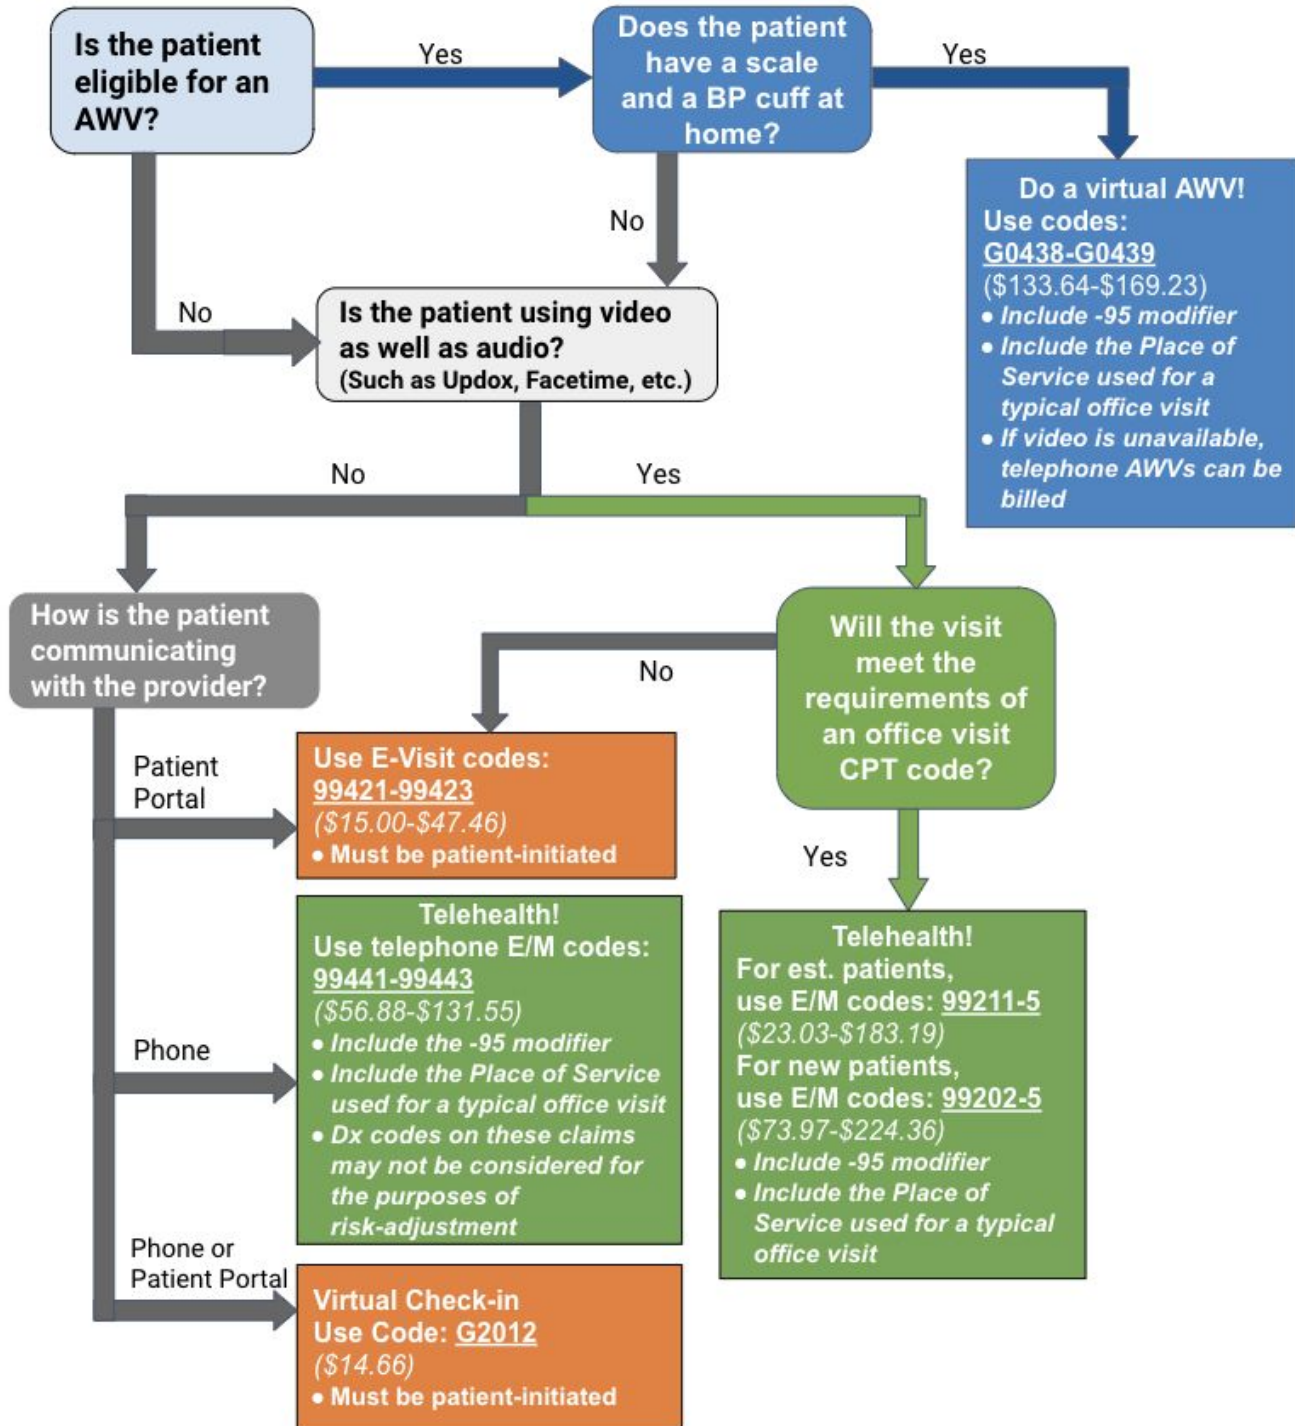 Is the patient
eligible for an
AWV?
Yes
Does the patient
have a scale
and a BP cuff at
home?
Yes
No
No
Do a virtual AWV!
Use codes:
G0438-G0439
($133.64-$169.23)
● Include -95 modifier
● Include the Place of
Service used for a
typical office visit
● If video is unavailable,
telephone AWVs can be
billed
Is the patient using video
as well as audio?
(Such as Updox, Facetime, etc.)
No
Yes
How is the patient
communicating
with the provider?
Will the visit
meet the
requirements of
an office visit
CPT code?
No
Patient
Portal
Use E-Visit codes:
99421-99423
($15.00-$47.46)
● Must be patient-initiated
Yes
Phone
Telehealth!
Use telephone E/M codes:
99441-99443
($56.88-$131.55)
● Include the -95 modifier
● Include the Place of Service
used for a typical office visit
● Dx codes on these claims
may not be considered for
the purposes of
risk-adjustment
Telehealth!
For est. patients,
use E/M codes: 99211-5
($23.03-$183.19)
For new patients,
use E/M codes: 99202-5
($73.97-$224.36)
● Include -95 modifier
● Include the Place of
Service used for a typical
office visit
Phone or
Patient Portal
Virtual Check-in
Use Code: G2012
($14.66)
● Must be patient-initiated